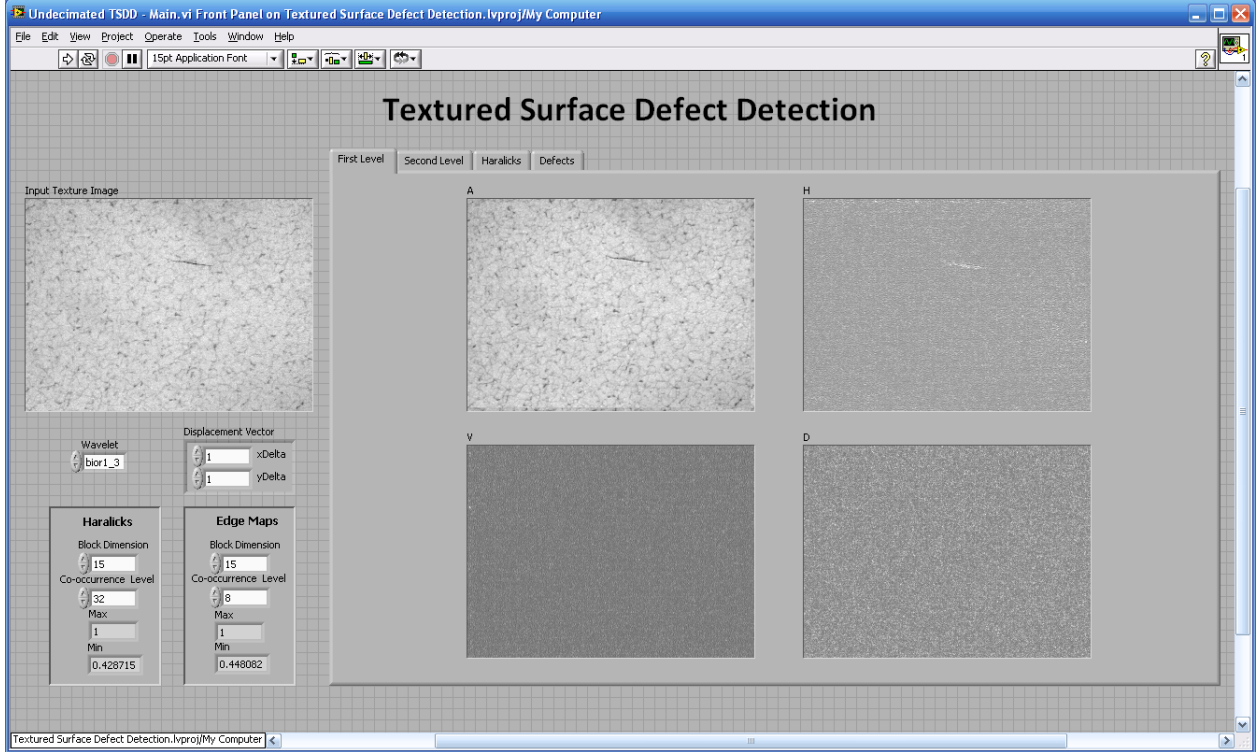 Undecimated TSDD - Main.vi Front Panel on Textured Surface Defect Detection.lvproj/My Computer
File Edit View Project Operate Tools Window Help
15pt Application Font
1
Textured Surface Defect Detection
First Level Second Level Haralicks Defects
Input Texture Image
A
H
Wavelet
bior1_3
Displacement Vector
1 xDelta
1 yDelta
V
D
Haralicks
Block Dimension
15
Co-occurrence Level
32
Max
1
Min
0.428715
Edge Maps
Block Dimension
15
Co-occurrence Level
8
Max
1
Min
0.448082
Textured Surface Defect Detection.lvproj/My Computer